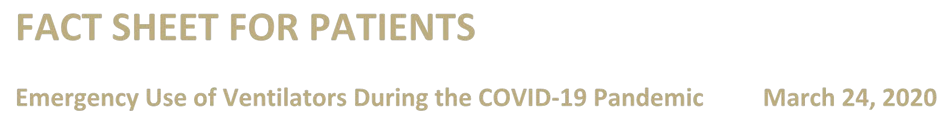 FACT SHEET FOR PATIENTS
Emergency Use of Ventilators During the COVID-19 Pandemic March 24, 2020